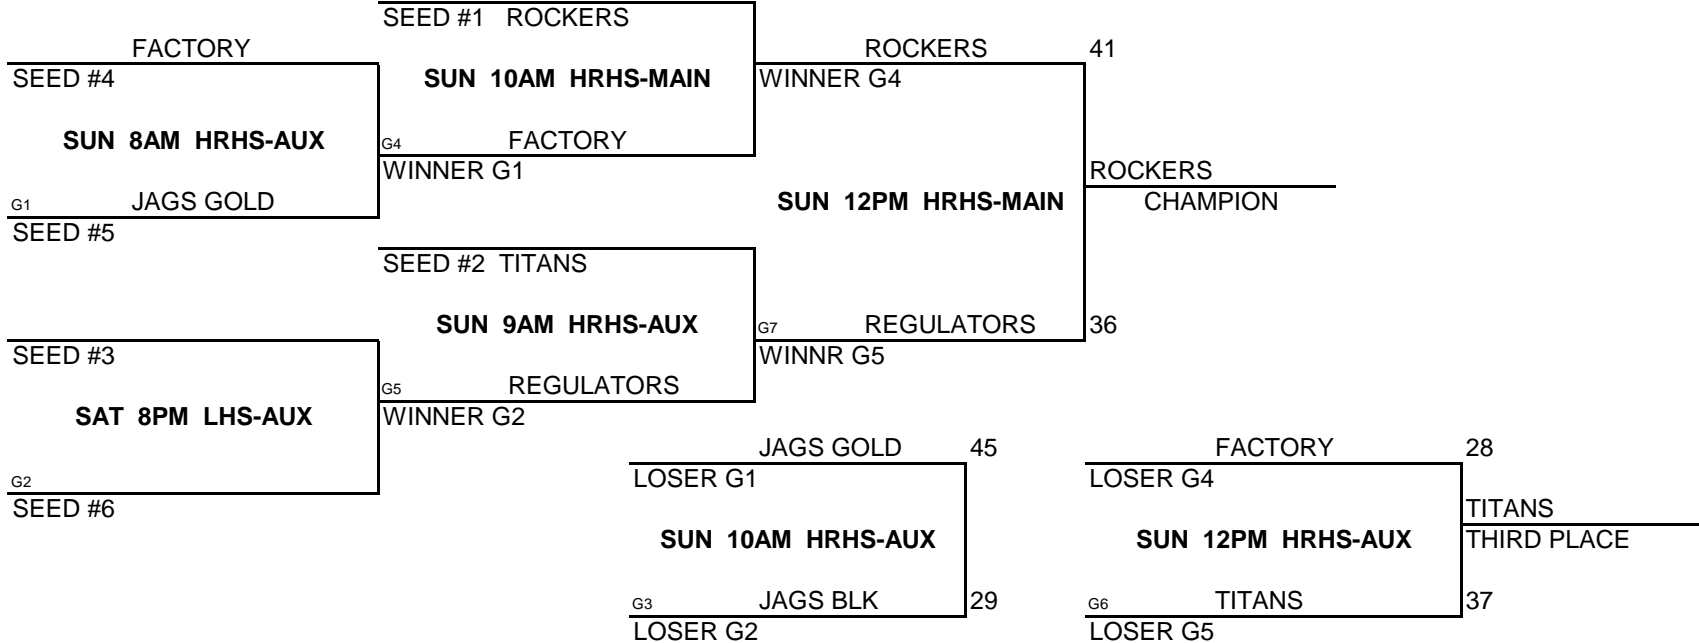 SEED #1 ROCKERS
FACTORY
ROCKERS 41
SEED #4
SUN 10AM HRHS-MAIN
WINNER G4
SUN 8AM HRHS-AUX
G4 FACTORY
WINNER G1
ROCKERS
G1 JAGS GOLD
SUN 12PM HRHS-MAIN
CHAMPION
SEED #5
SEED #2 TITANS
SUN 9AM HRHS-AUX
G7 REGULATORS 36
SEED #3
WINNR G5
G5 REGULATORS
SAT 8PM LHS-AUX
WINNER G2
JAGS GOLD 45
FACTORY 28
G2
LOSER G1
LOSER G4
SEED #6
TITANS
SUN 10AM HRHS-AUX
SUN 12PM HRHS-AUX
THIRD PLACE
G3 JAGS BLK 29
G6 TITANS 37
LOSER G2
LOSER G5